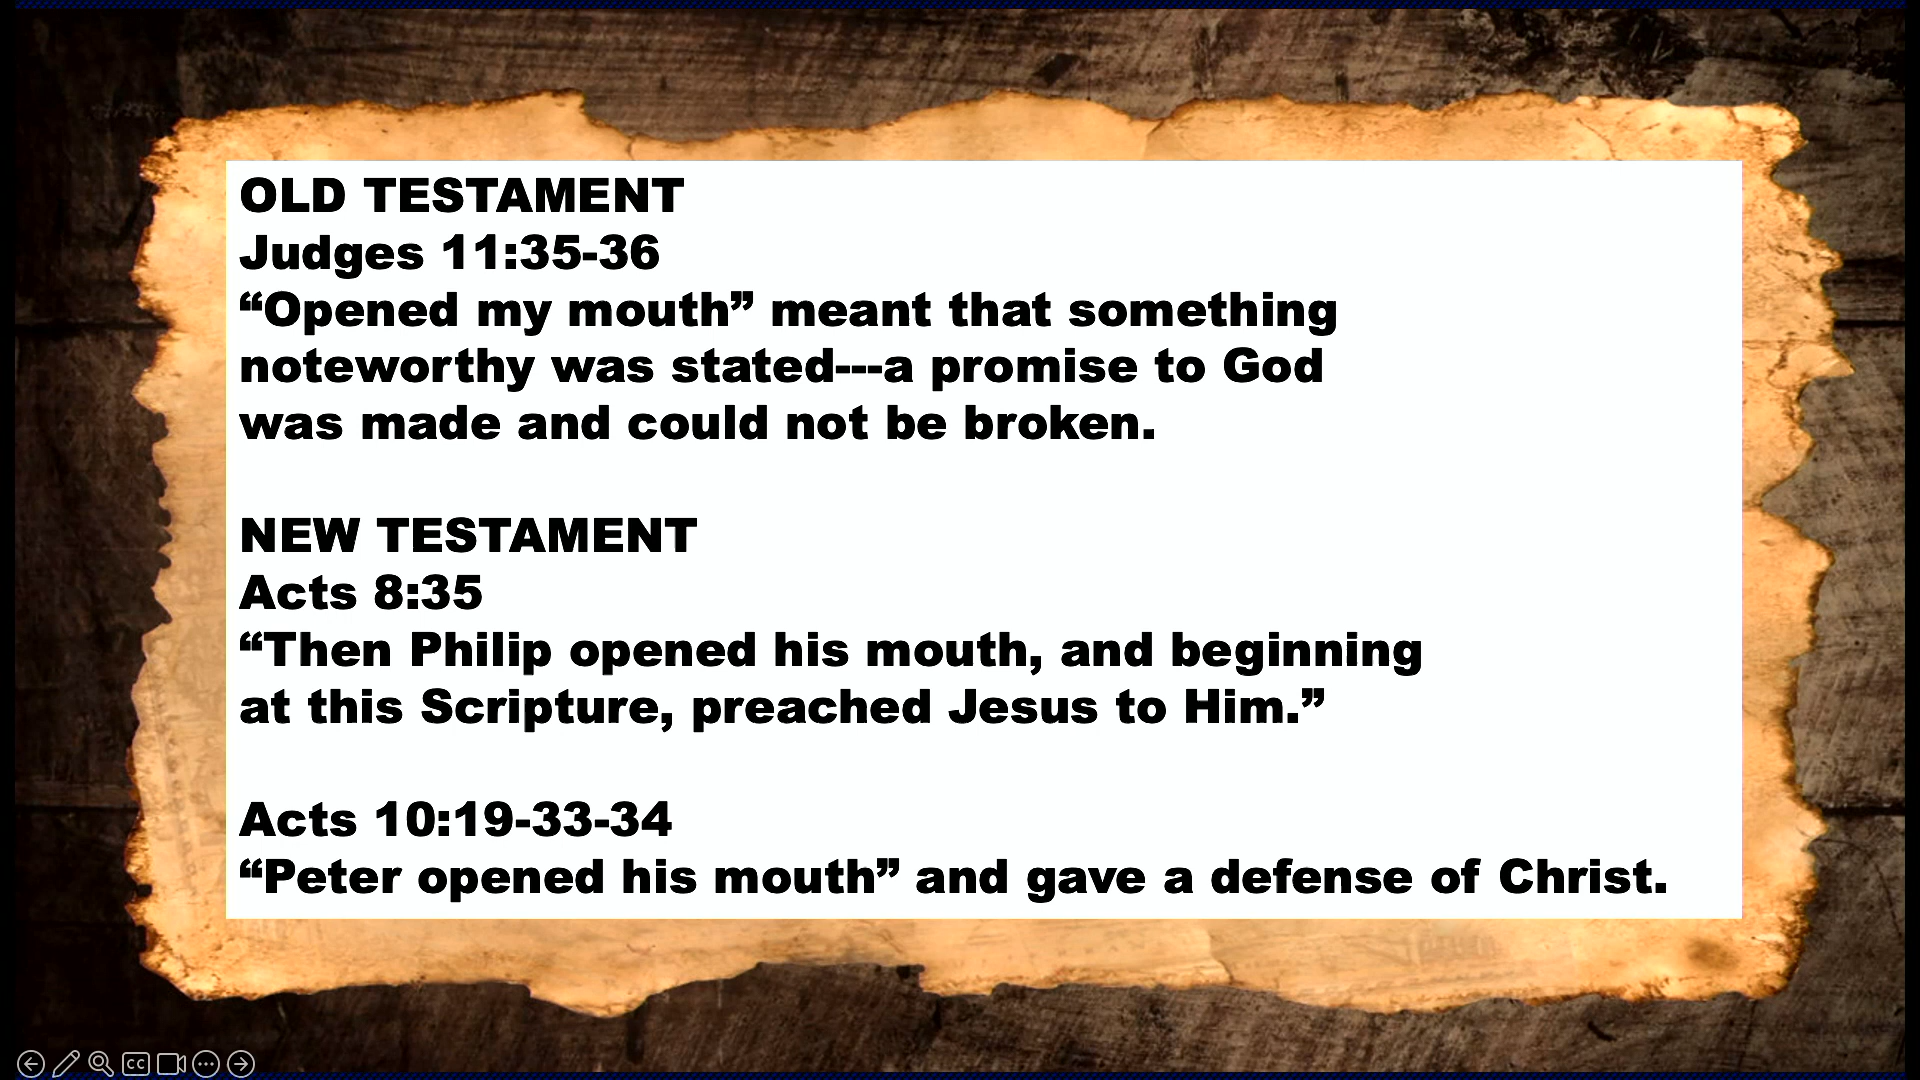 OLD TESTAMENT
Judges 11:35-36
“Opened my mouth” meant that something
noteworthy was stated---a promise to God
was made and could not be broken.
NEW TESTAMENT
Acts 8:35
“Then Philip opened his mouth, and beginning
at this Scripture, preached Jesus to Him.”
Acts 10:19-33-34
“Peter opened his mouth” and gave a defense of Christ.
CC